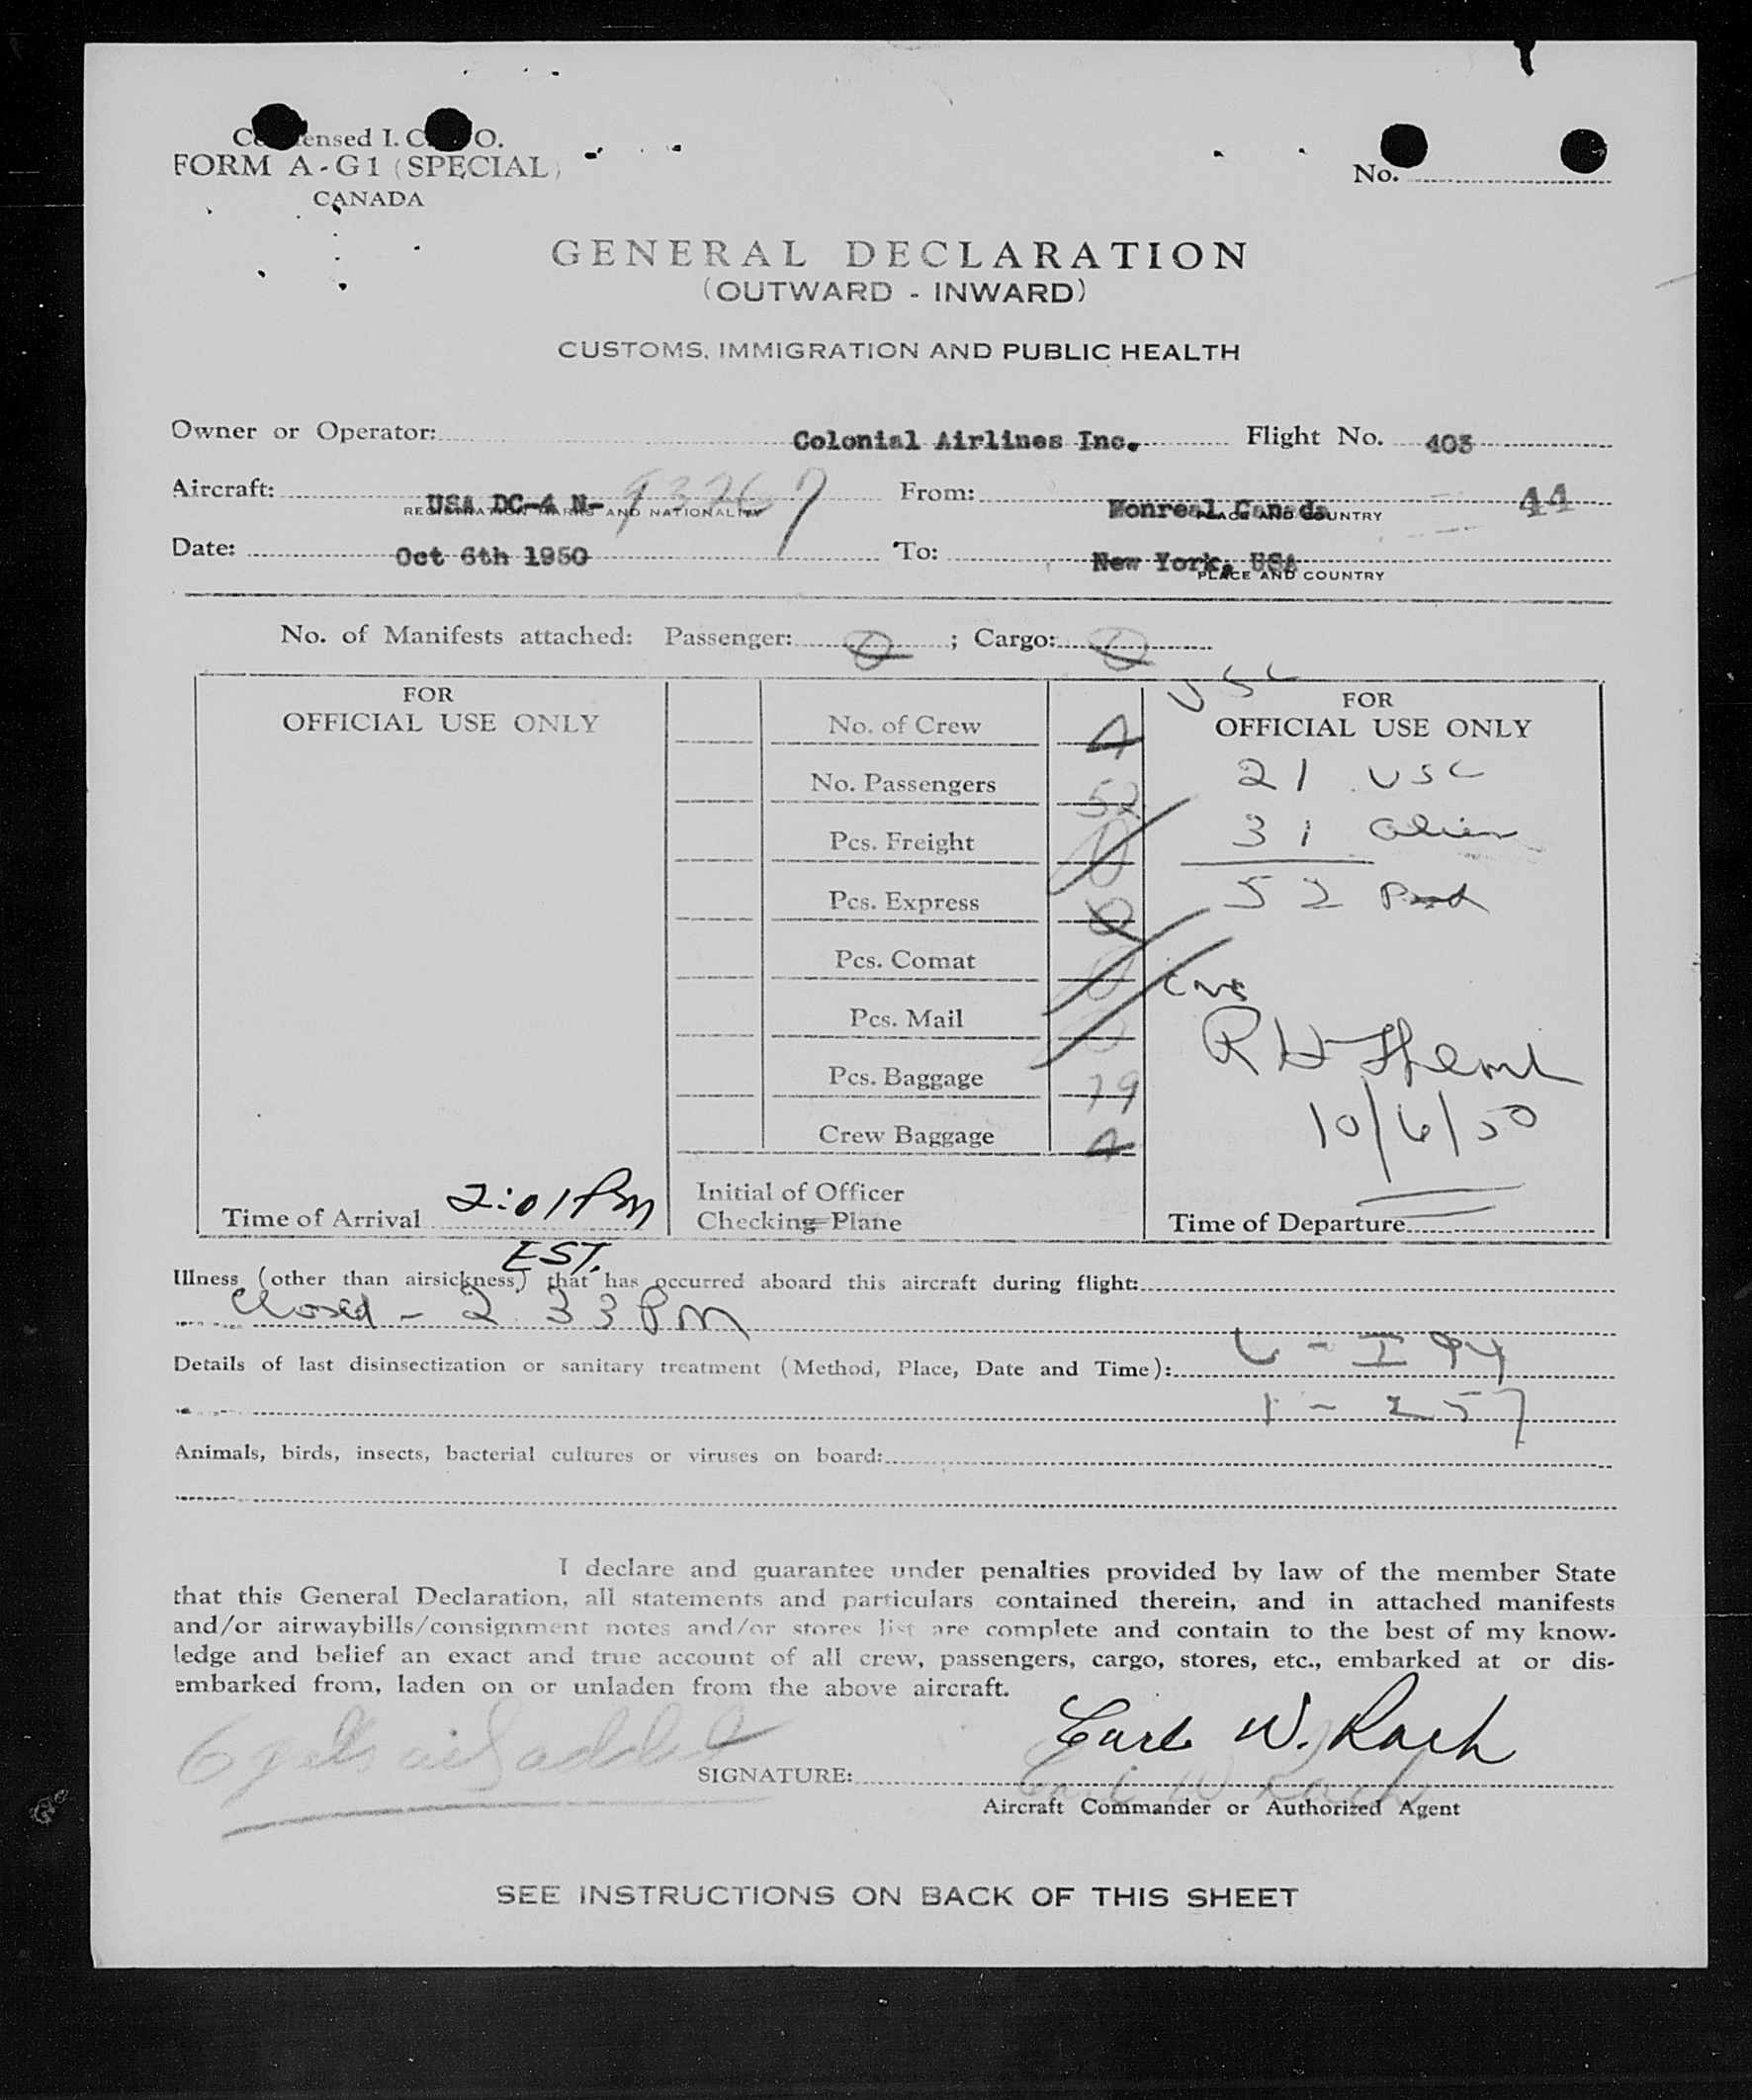 FORM A-G1 (SPECIAL)
CANADA
No.
GENERAL DECLARATION
(OUTWARD - INWARD)
CUSTOMS, IMMIGRATION AND PUBLIC HEALTH
Owner or Operator: Colonial Airlines Inc. Flight No. 403
Aircraft: USA DC-4 N- From: Monreal Canada 44
REGISTRATION MARKS AND NATIONALITY PLACE AND COUNTRY
Date: Oct 6th 1950 To: New York, USA
PLACE AND COUNTRY
No. of Manifests attached: Passenger: 0 ; Cargo: 0
USC
FOR
OFFICIAL USE ONLY
No. of Crew 4
No. Passengers 52
Pcs. Freight 0
Pcs. Express 0
Pcs. Comat 0
Pcs. Mail 0
Pcs. Baggage 79
Crew Baggage 4
FOR
OFFICIAL USE ONLY
21 USC
31 alien
52
10/6/50
Time of Arrival 2:01 PM
EST.
Initial of Officer
Checking Plane
Time of Departure
Illness (other than airsickness) that has occurred aboard this aircraft during flight:
Closed - 2 33 PM
Details of last disinsectization or sanitary treatment (Method, Place, Date and Time): 6 - I 94
1 - 257
Animals, birds, insects, bacterial cultures or viruses on board:
I declare and guarantee under penalties provided by law of the member State
that this General Declaration, all statements and particulars contained therein, and in attached manifests
and/or airwaybills/consignment notes and/or stores list are complete and contain to the best of my know-
ledge and belief an exact and true account of all crew, passengers, cargo, stores, etc., embarked at or dis-
embarked from, laden on or unladen from the above aircraft.
Earl W. Rach
SIGNATURE:
Aircraft Commander or Authorized Agent
SEE INSTRUCTIONS ON BACK OF THIS SHEET